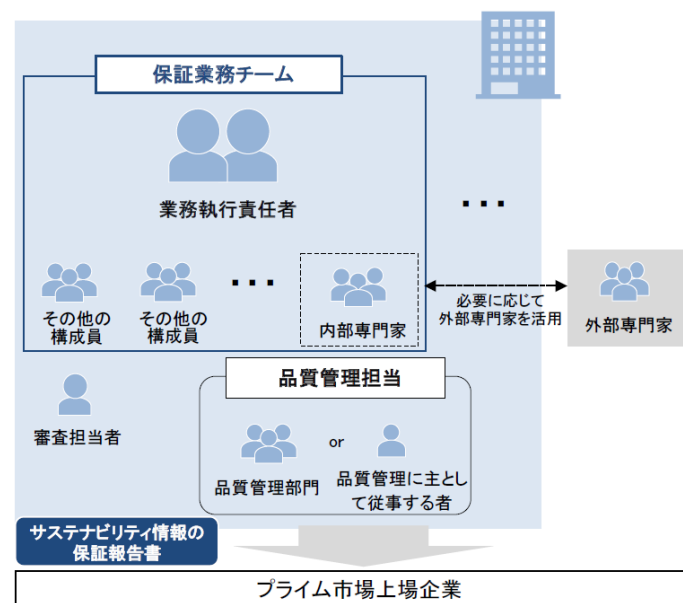 保証業務チーム
業務執行責任者
・・・
その他の
構成員
その他の
構成員
・・・
内部専門家
必要に応じて
外部専門家を活用
外部専門家
品質管理担当
審査担当者
品質管理部門
or
品質管理に主とし
て従事する者
サステナビリティ情報の
保証報告書
プライム市場上場企業